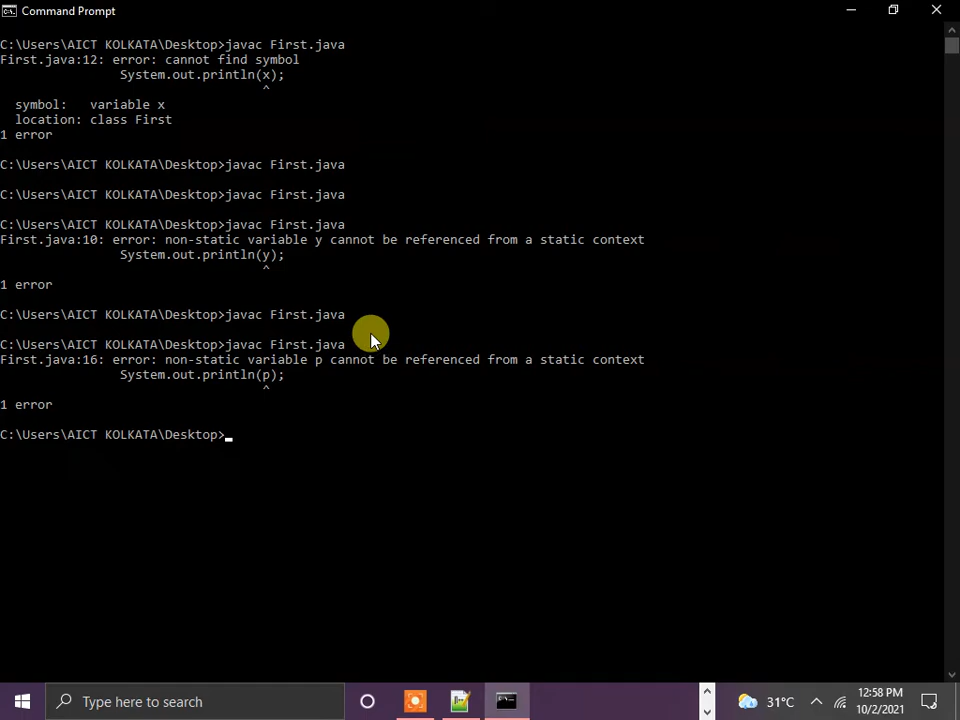 Command Prompt
C:\Users\AICT KOLKATA\Desktop>javac First.java
First.java:12: error: cannot find symbol
                System.out.println(x);
                                   ^
  symbol:   variable x
  location: class First
1 error
C:\Users\AICT KOLKATA\Desktop>javac First.java
C:\Users\AICT KOLKATA\Desktop>javac First.java
C:\Users\AICT KOLKATA\Desktop>javac First.java
First.java:10: error: non-static variable y cannot be referenced from a static context
                System.out.println(y);
                                   ^
1 error
C:\Users\AICT KOLKATA\Desktop>javac First.java
C:\Users\AICT KOLKATA\Desktop>javac First.java
First.java:16: error: non-static variable p cannot be referenced from a static context
                System.out.println(p);
                                   ^
1 error
C:\Users\AICT KOLKATA\Desktop>
Type here to search
31°C
12:58 PM
10/2/2021